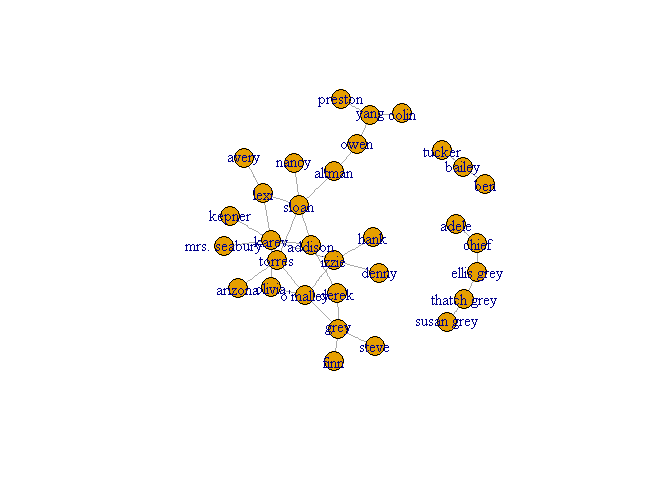 preston
yang
colin
owen
tucker
bailey
ben
avery
nancy
altman
lexi
sloan
kepner
adele
mrs. seabury
karev
addison
hank
chief
torres
izzie
denny
ellis grey
arizona
olivia
o'malley
derek
thatch grey
susan grey
grey
steve
finn